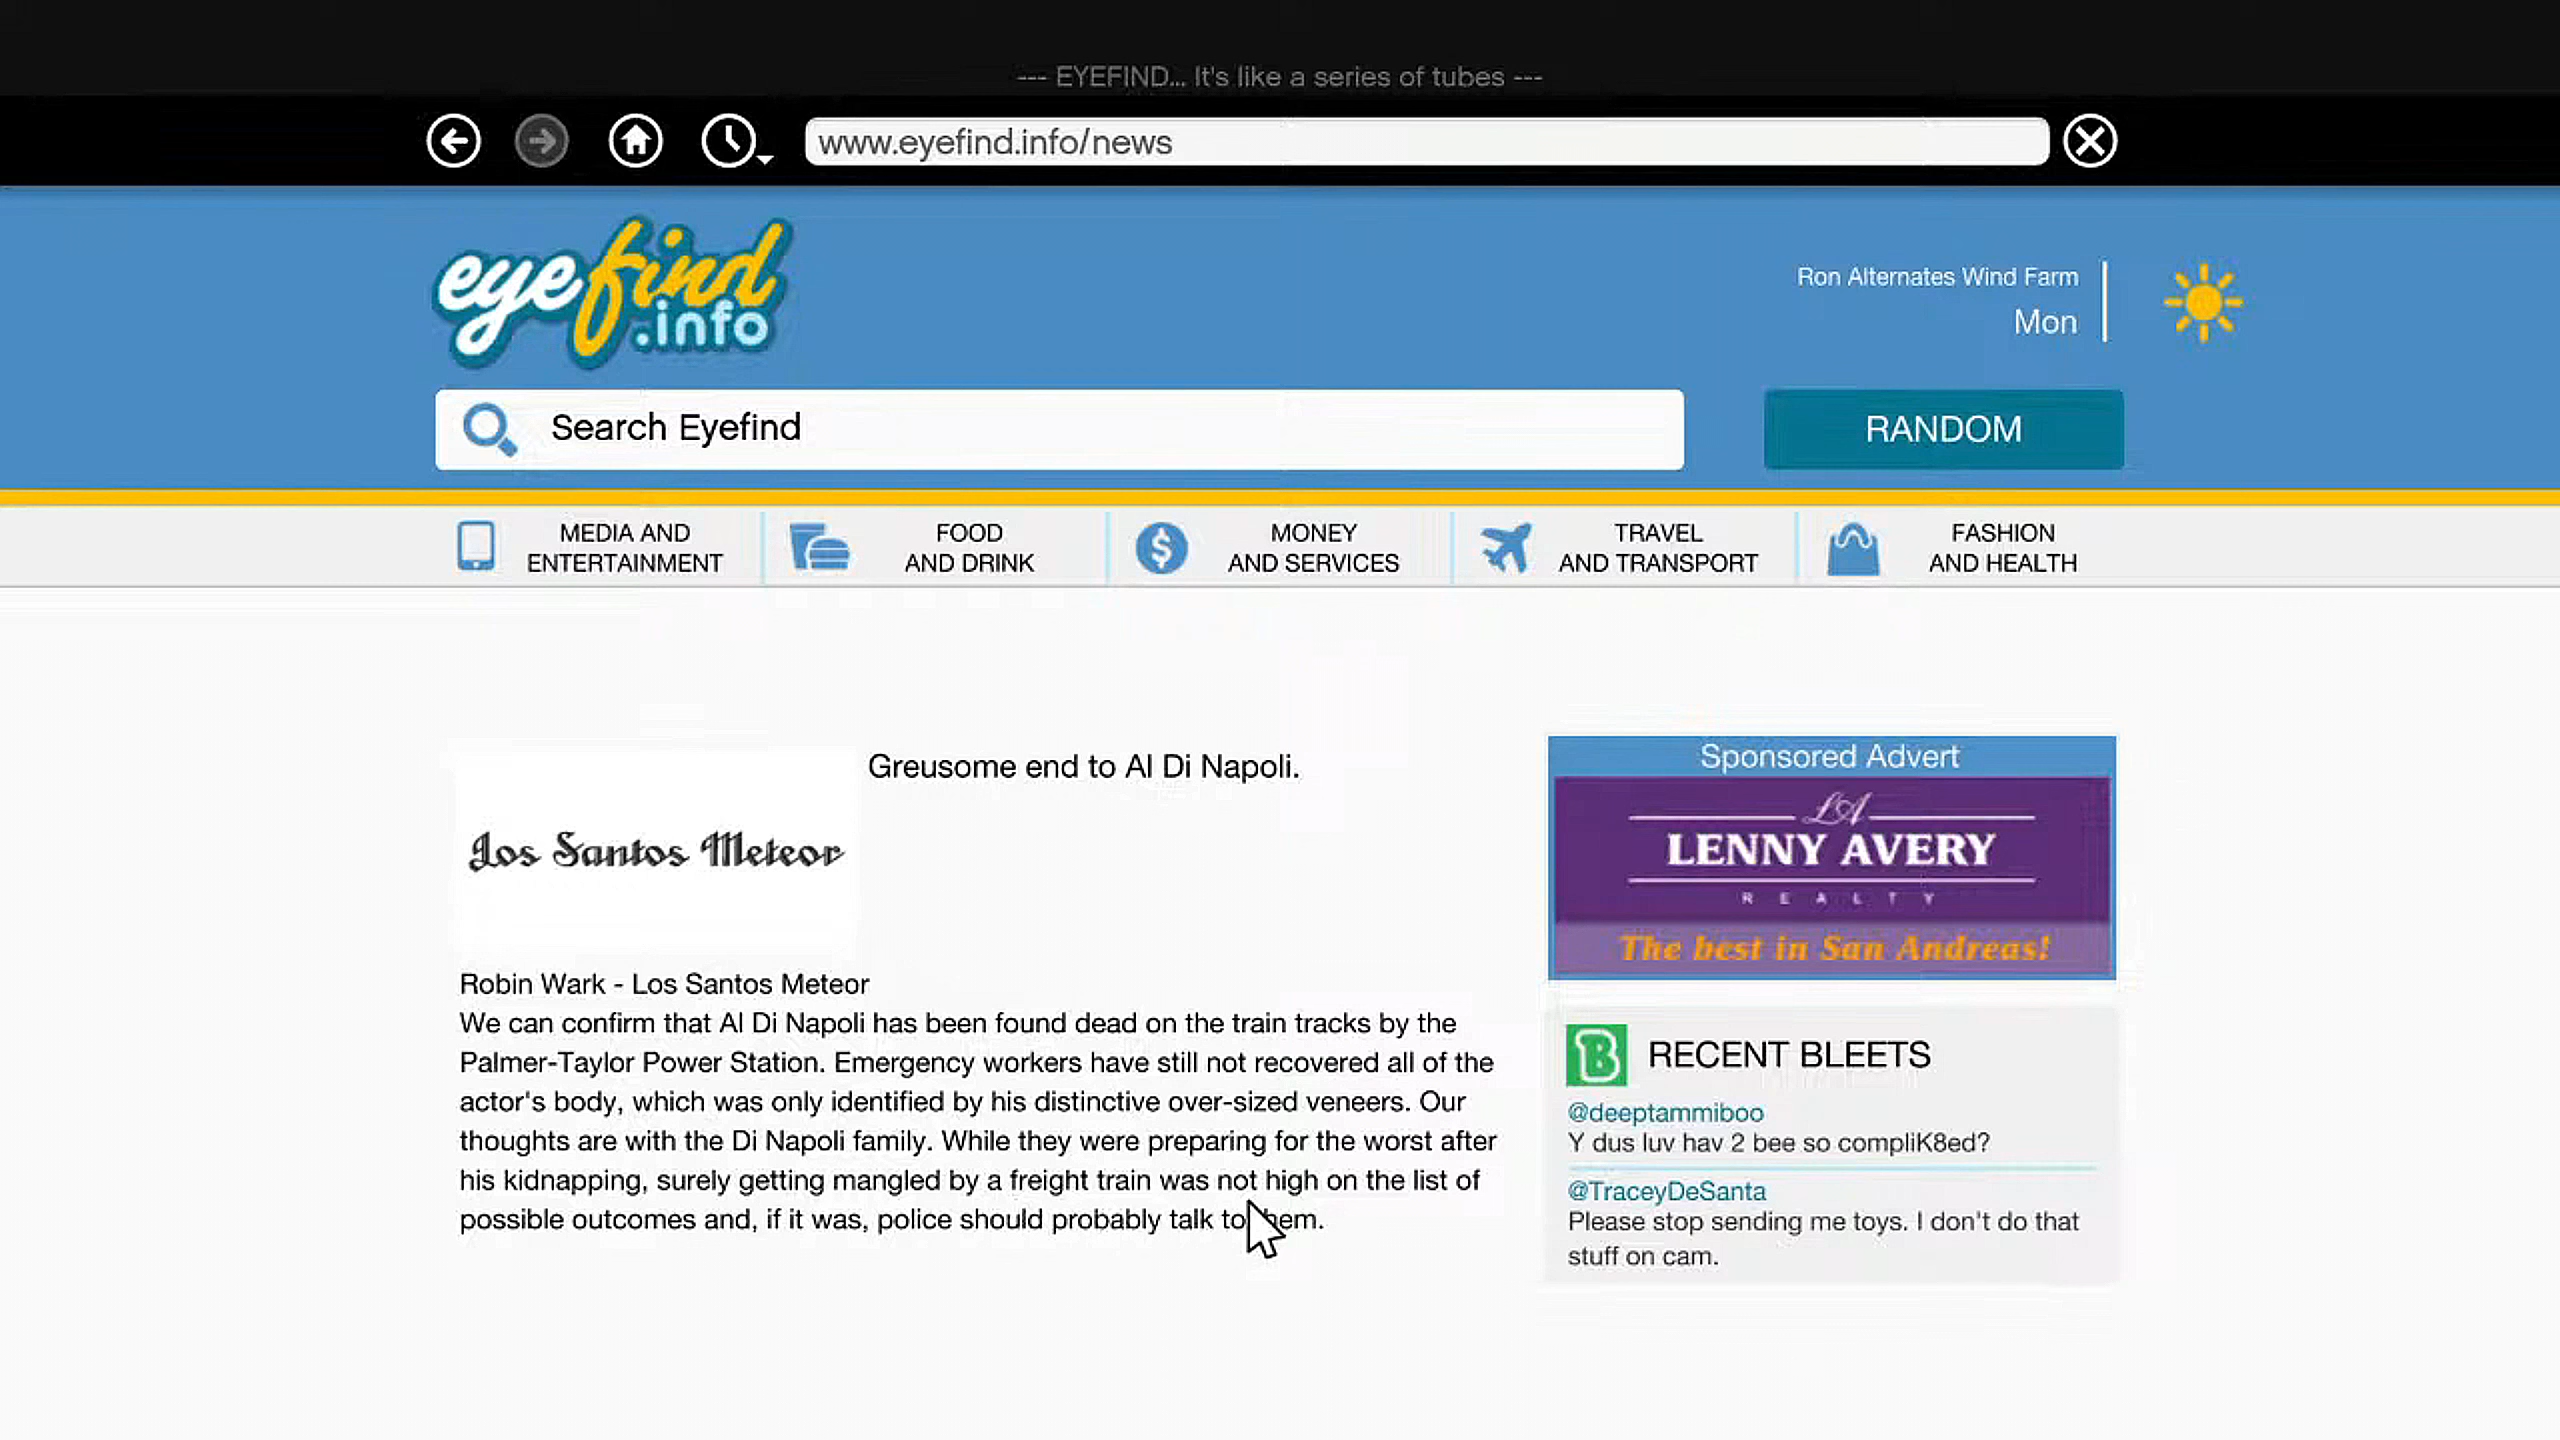 --- EYEFIND... It's like a series of tubes ---
www.eyefind.info/news
eyefind
.info
Ron Alternates Wind Farm
Mon
Search Eyefind
RANDOM
MEDIA AND
ENTERTAINMENT
FOOD
AND DRINK
$
MONEY
AND SERVICES
TRAVEL
AND TRANSPORT
FASHION
AND HEALTH
Los Santos Meteor
Greusome end to Al Di Napoli.
Robin Wark - Los Santos Meteor
We can confirm that Al Di Napoli has been found dead on the train tracks by the
Palmer-Taylor Power Station. Emergency workers have still not recovered all of the
actor's body, which was only identified by his distinctive over-sized veneers. Our
thoughts are with the Di Napoli family. While they were preparing for the worst after
his kidnapping, surely getting mangled by a freight train was not high on the list of
possible outcomes and, if it was, police should probably talk to them.
Sponsored Advert
LA
LENNY AVERY
REALTY
The best in San Andreas!
B
RECENT BLEETS
@deeptammiboo
Y dus luv hav 2 bee so compliK8ed?
@TraceyDeSanta
Please stop sending me toys. I don't do that
stuff on cam.